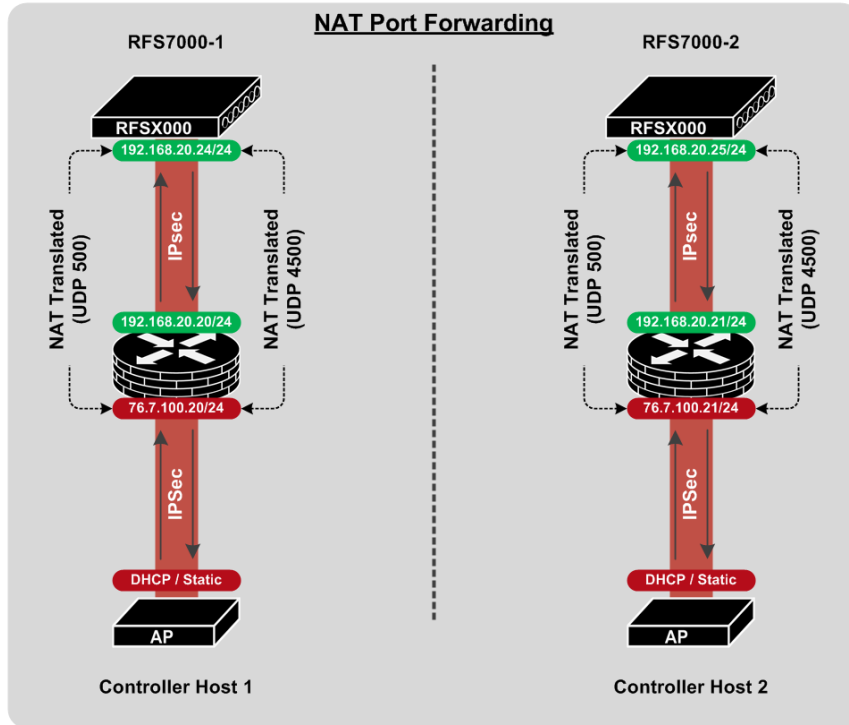 NAT Port Forwarding
RFS7000-1
RFSX000
192.168.20.24/24
NAT Translated
(UDP 500)
IPsec
NAT Translated
(UDP 4500)
192.168.20.20/24
76.7.100.20/24
IPSec
DHCP / Static
AP
Controller Host 1
RFS7000-2
RFSX000
192.168.20.25/24
NAT Translated
(UDP 500)
IPsec
NAT Translated
(UDP 4500)
192.168.20.21/24
76.7.100.21/24
IPSec
DHCP / Static
AP
Controller Host 2